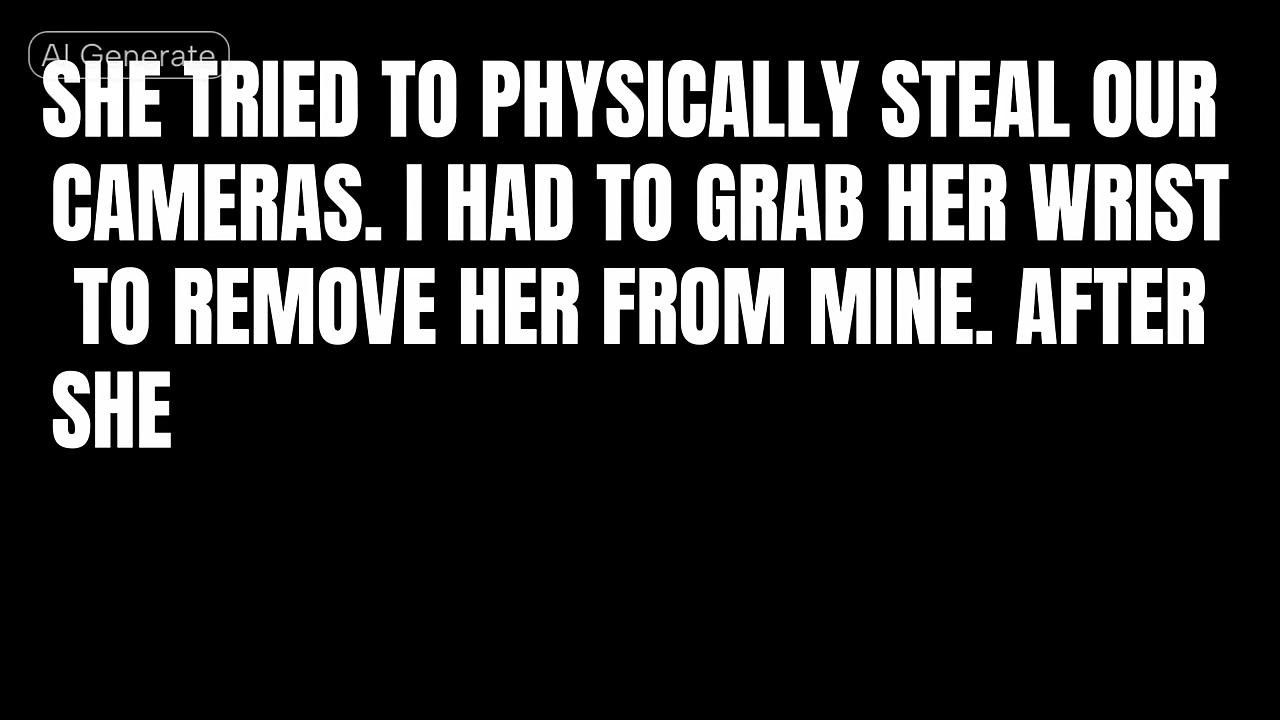 AI Generate
SHE TRIED TO PHYSICALLY STEAL OUR
CAMERAS. I HAD TO GRAB HER WRIST
TO REMOVE HER FROM MINE. AFTER
SHE